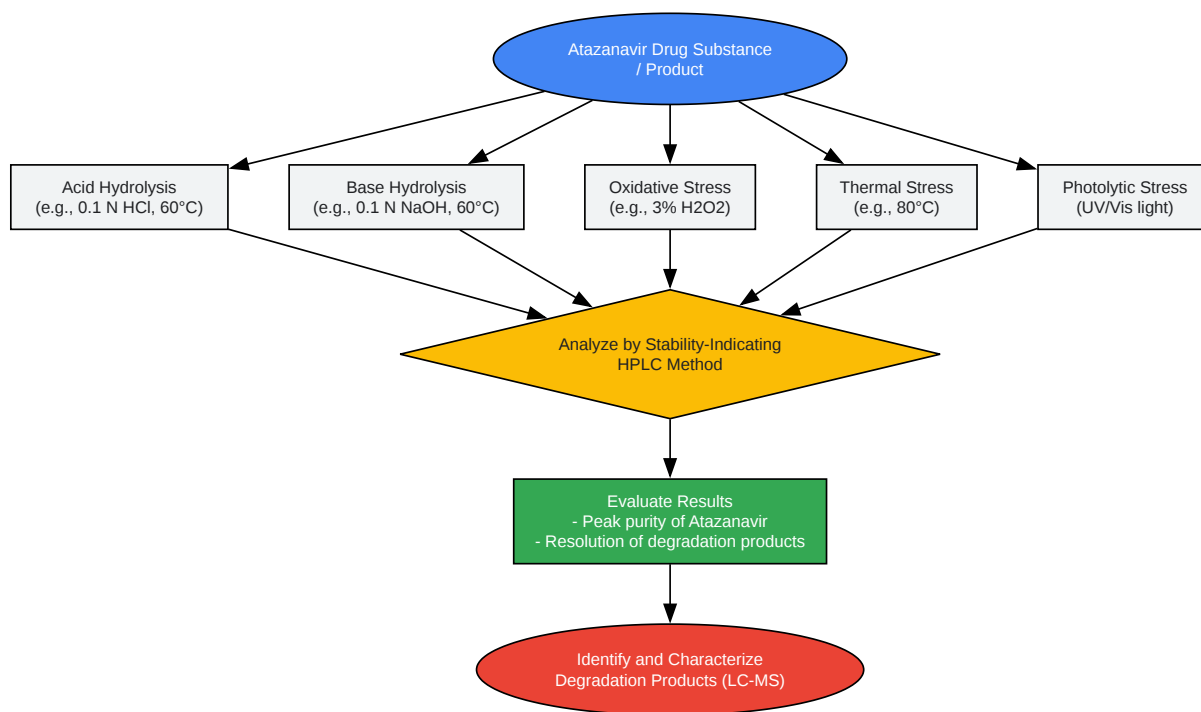 Atazanavir Drug Substance
/ Product
Acid Hydrolysis
(e.g., 0.1 N HCl, 60°C)
Base Hydrolysis
(e.g., 0.1 N NaOH, 60°C)
Oxidative Stress
(e.g., 3% H2O2)
Thermal Stress
(e.g., 80°C)
Photolytic Stress
(UV/Vis light)
Analyze by Stability-Indicating
HPLC Method
Evaluate Results
- Peak purity of Atazanavir
- Resolution of degradation products
Identify and Characterize
Degradation Products (LC-MS)